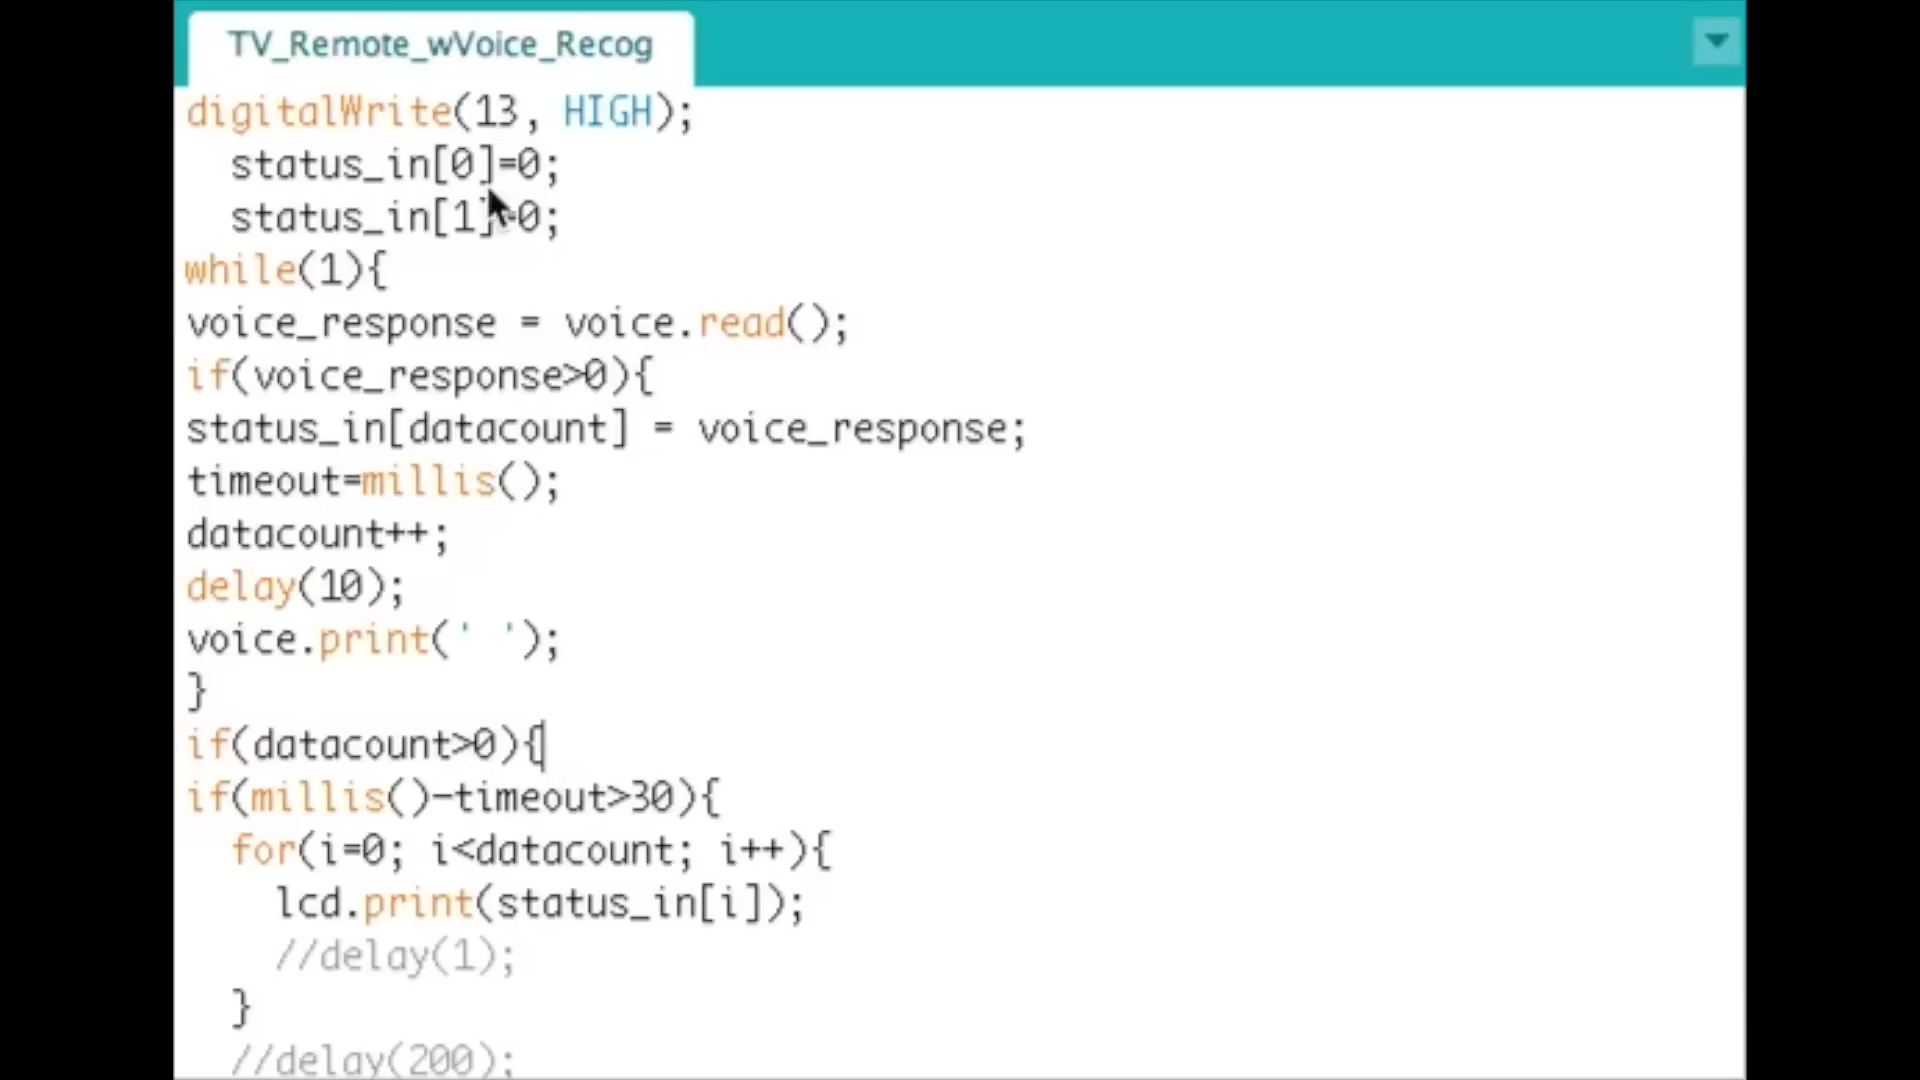 TV_Remote_wVoice_Recog
digitalWrite(13, HIGH);
status_in[0]=0;
status_in[1]=0;
while(1){
voice_response = voice.read();
if(voice_response>0){
status_in[datacount] = voice_response;
timeout=millis();
datacount++;
delay(10);
voice.print(' ');
}
if(datacount>0){
if(millis()-timeout>30){
for(i=0; i<datacount; i++){
lcd.print(status_in[i]);
//delay(1);
}
//delay(200);